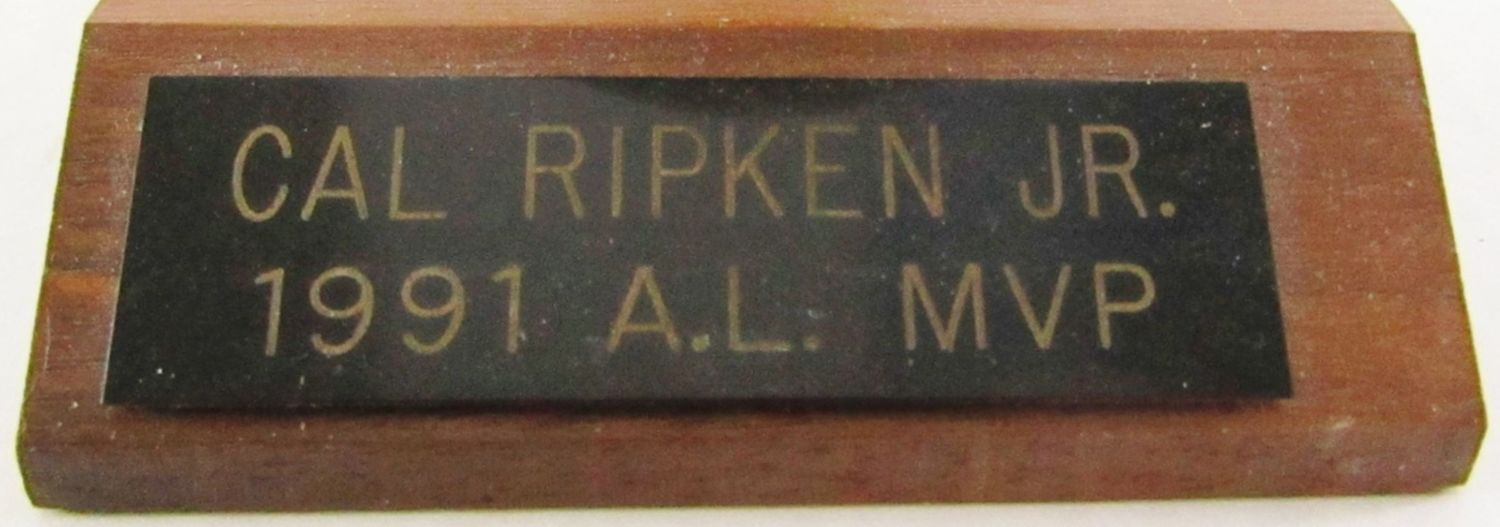 CAL RIPKEN JR.
1991 A.L. MVP